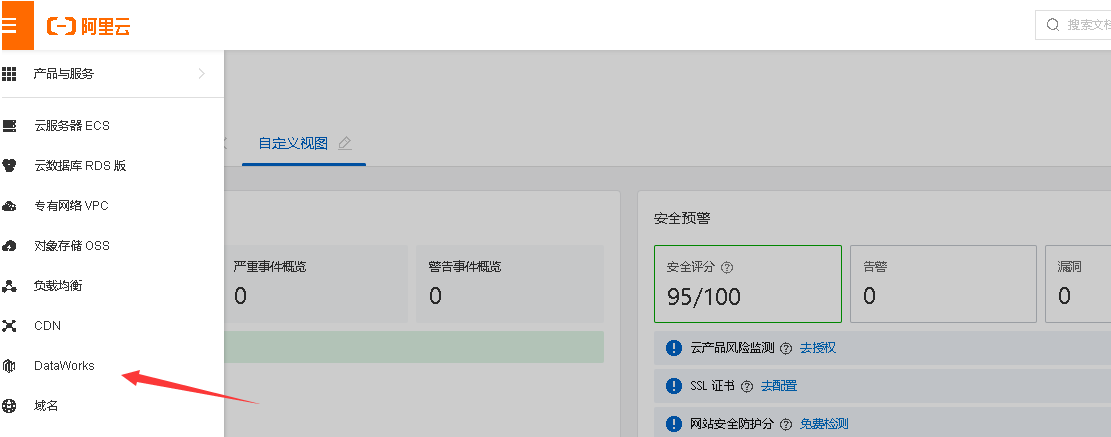 阿里云
搜索文档
产品与服务
云服务器 ECS
自定义视图
云数据库 RDS 版
专有网络 VPC
安全预警
对象存储 OSS
严重事件概览
警告事件概览
安全评分
告警
漏洞
负载均衡
0
0
95/100
0
0
CDN
云产品风险监测 去授权
DataWorks
SSL 证书 去配置
域名
网站安全防护分 免费检测